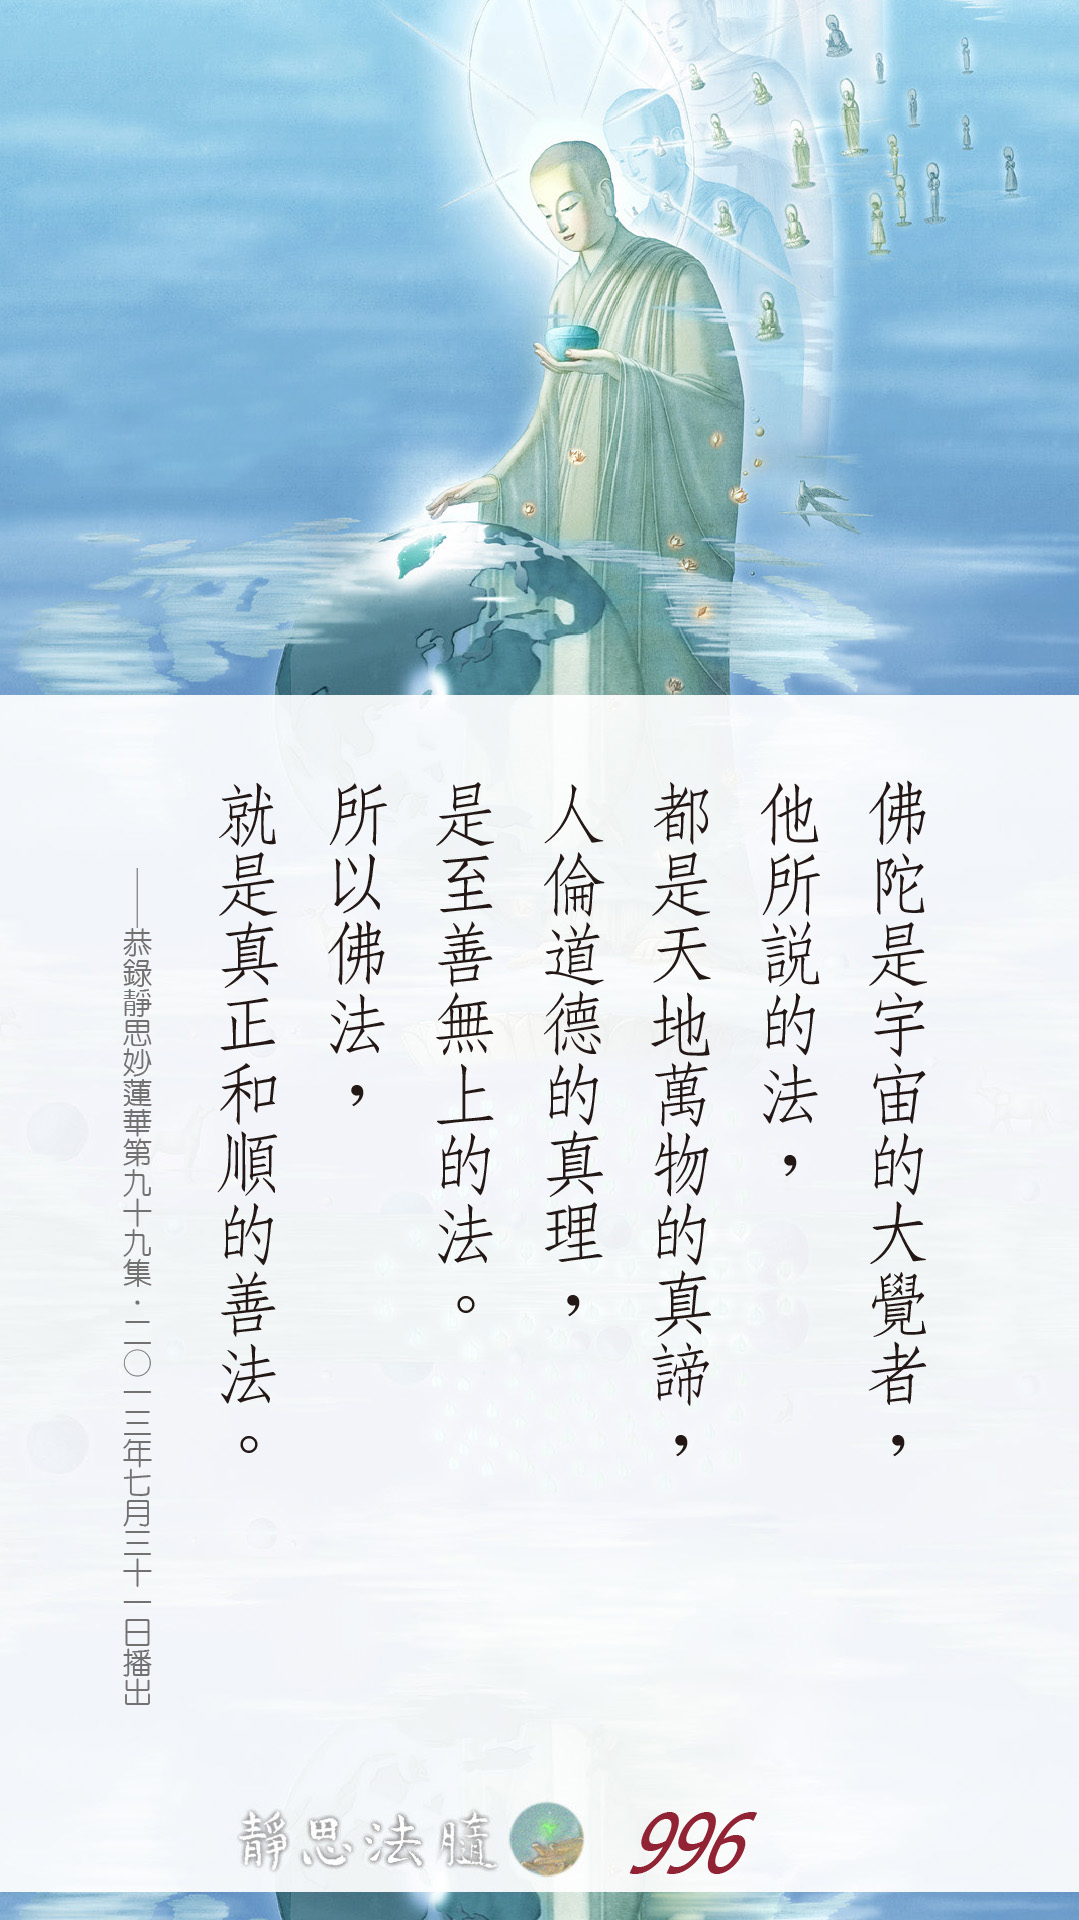 佛陀是宇宙的大覺者，
他所説的法，
都是天地萬物的真諦，
人倫道德的真理，
是至善無上的法。
所以佛法，
就是真正和順的善法。
——恭錄靜思妙蓮華第九十九集·二〇一三年七月三十一日播出
靜思法髓 996